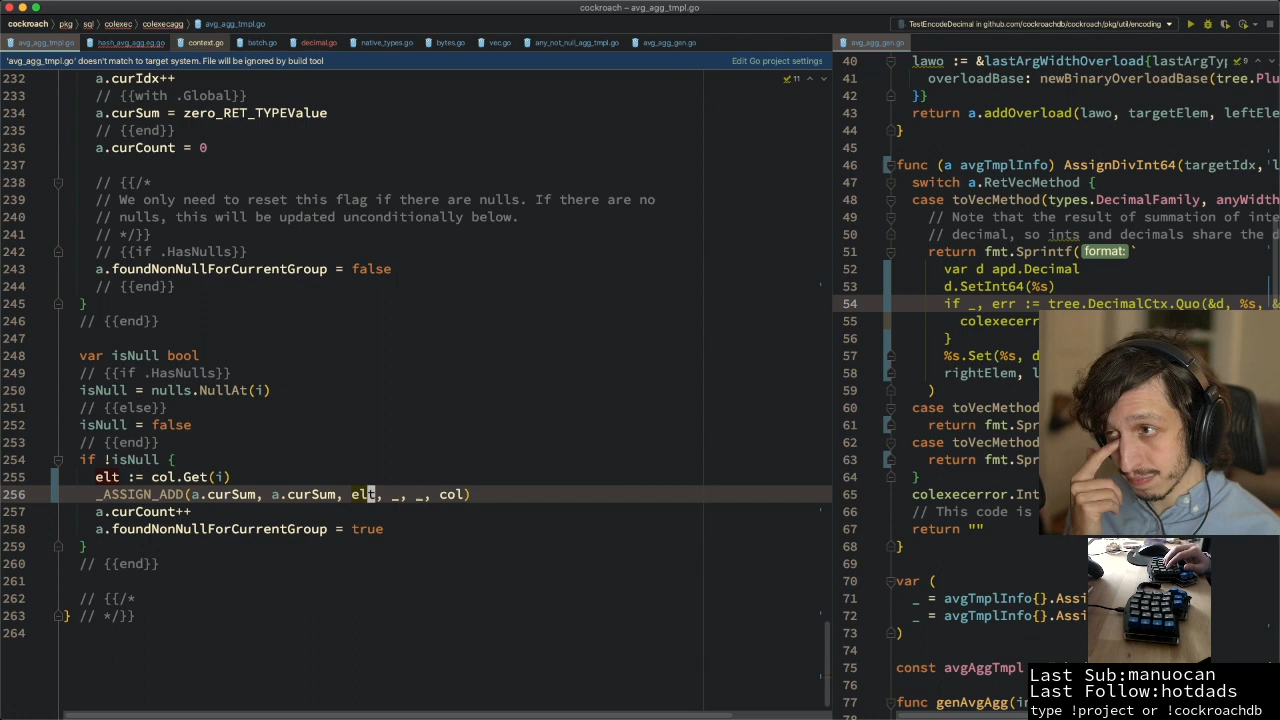 cockroach – avg_agg_tmpl.go
cockroach › pkg › sql › colexec › colexecagg › avg_agg_tmpl.go
TestEncodeDecimal in github.com/cockroachdb/cockroach/pkg/util/encoding
avg_agg_tmpl.go hash_avg_agg.eg.go context.go batch.go decimal.go native_types.go bytes.go vec.go any_not_null_agg_tmpl.go avg_agg_gen.go
avg_agg_gen.go
'avg_agg_tmpl.go' doesn't match to target system. File will be ignored by build tool Edit Go project settings
11
232 a.curIdx++
233 // {{with .Global}}
234 a.curSum = zero_RET_TYPEValue
235 // {{end}}
236 a.curCount = 0
237
238 // {{/*
239 // We only need to reset this flag if there are nulls. If there are no
240 // nulls, this will be updated unconditionally below.
241 // */}}
242 // {{if .HasNulls}}
243 a.foundNonNullForCurrentGroup = false
244 // {{end}}
245 }
246 // {{end}}
247
248 var isNull bool
249 // {{if .HasNulls}}
250 isNull = nulls.NullAt(i)
251 // {{else}}
252 isNull = false
253 // {{end}}
254 if !isNull {
255 elt := col.Get(i)
256 _ASSIGN_ADD(a.curSum, a.curSum, elt, _, _, col)
257 a.curCount++
258 a.foundNonNullForCurrentGroup = true
259 }
260 // {{end}}
261
262 // {{/*
263 } // */}}
264
40 lawo := &lastArgWidthOverload{lastArgTyp 9
41 overloadBase: newBinaryOverloadBase(tree.Plu
42 }}
43 return a.addOverload(lawo, targetElem, leftEle
44 }
45
46 func (a avgTmplInfo) AssignDivInt64(targetIdx, l
47 switch a.RetVecMethod {
48 case toVecMethod(types.DecimalFamily, anyWidth
49 // Note that the result of summation of inte
50 // decimal, so ints and decimals share the d
51 return fmt.Sprintf( format: `
52 var d apd.Decimal
53 d.SetInt64(%s)
54 if _, err := tree.DecimalCtx.Quo(&d, %s, &
55 colexecerr
56 }
57 %s.Set(%s, d
58 rightElem, l
59 )
60 case toVecMethod
61 return fmt.Spr
62 case toVecMethod
63 return fmt.Spr
64 }
65 colexecerror.Int
66 // This code is
67 return ""
68 }
69
70 var (
71 _ = avgTmplInfo{}.Assi
72 _ = avgTmplInfo{}.Assi
73 )
74
75 const avgAggTmpl
76
77 func genAvgAgg(in
Last Sub:manuocan
Last Follow:hotdads
type !project or !cockroachdb